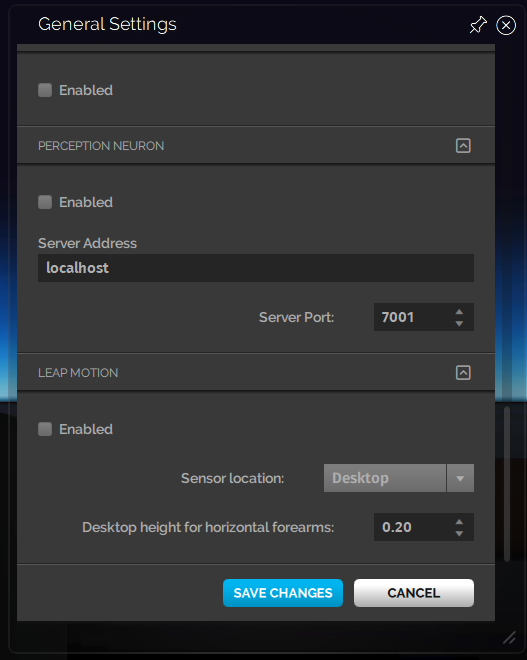 General Settings
Enabled
PERCEPTION NEURON
Enabled
Server Address
localhost
Server Port: 7001
LEAP MOTION
Enabled
Sensor location: Desktop
Desktop height for horizontal forearms: 0.20
SAVE CHANGES CANCEL